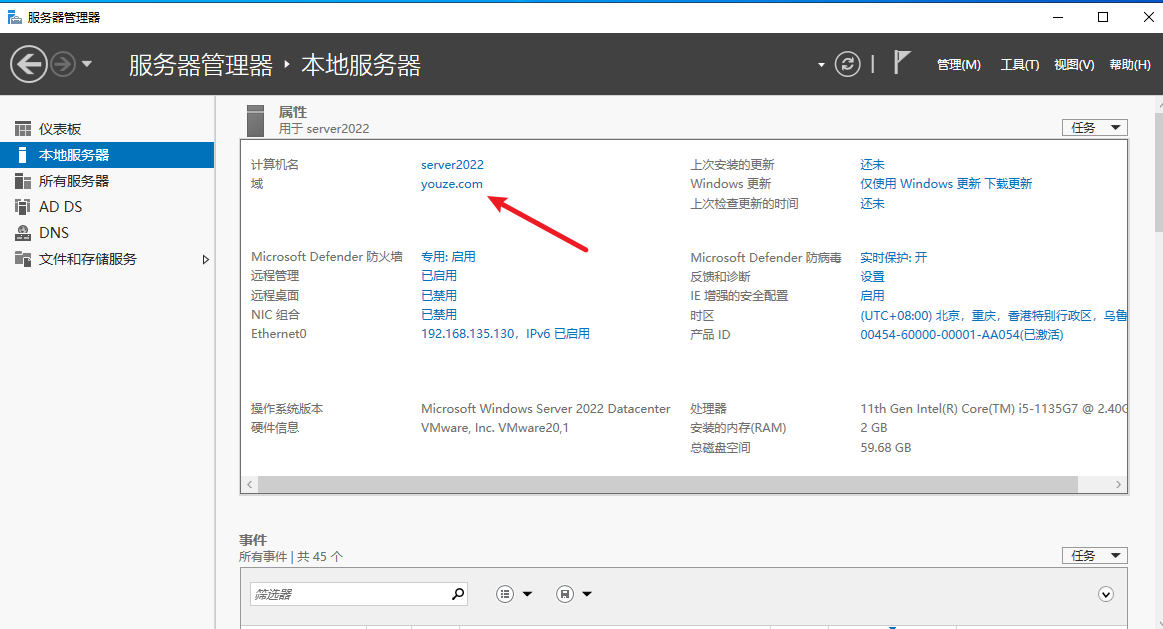 服务器管理器
服务器管理器 ‣ 本地服务器
管理(M) 工具(T) 视图(V) 帮助(H)
仪表板
本地服务器
所有服务器
AD DS
DNS
文件和存储服务
属性
用于 server2022
任务
计算机名 server2022
域 youze.com
上次安装的更新 还未
Windows 更新 仅使用 Windows 更新 下载更新
上次检查更新的时间 还未
Microsoft Defender 防火墙 专用: 启用
远程管理 已启用
远程桌面 已禁用
NIC 组合 已禁用
Ethernet0 192.168.135.130，IPv6 已启用
Microsoft Defender 防病毒 实时保护: 开
反馈和诊断 设置
IE 增强的安全配置 启用
时区 (UTC+08:00) 北京，重庆，香港特别行政区，乌鲁
产品 ID 00454-60000-00001-AA054(已激活)
操作系统版本 Microsoft Windows Server 2022 Datacenter
硬件信息 VMware, Inc. VMware20,1
处理器 11th Gen Intel(R) Core(TM) i5-1135G7 @ 2.40G
安装的内存(RAM) 2 GB
总磁盘空间 59.68 GB
事件
所有事件 | 共 45 个
任务
筛选器